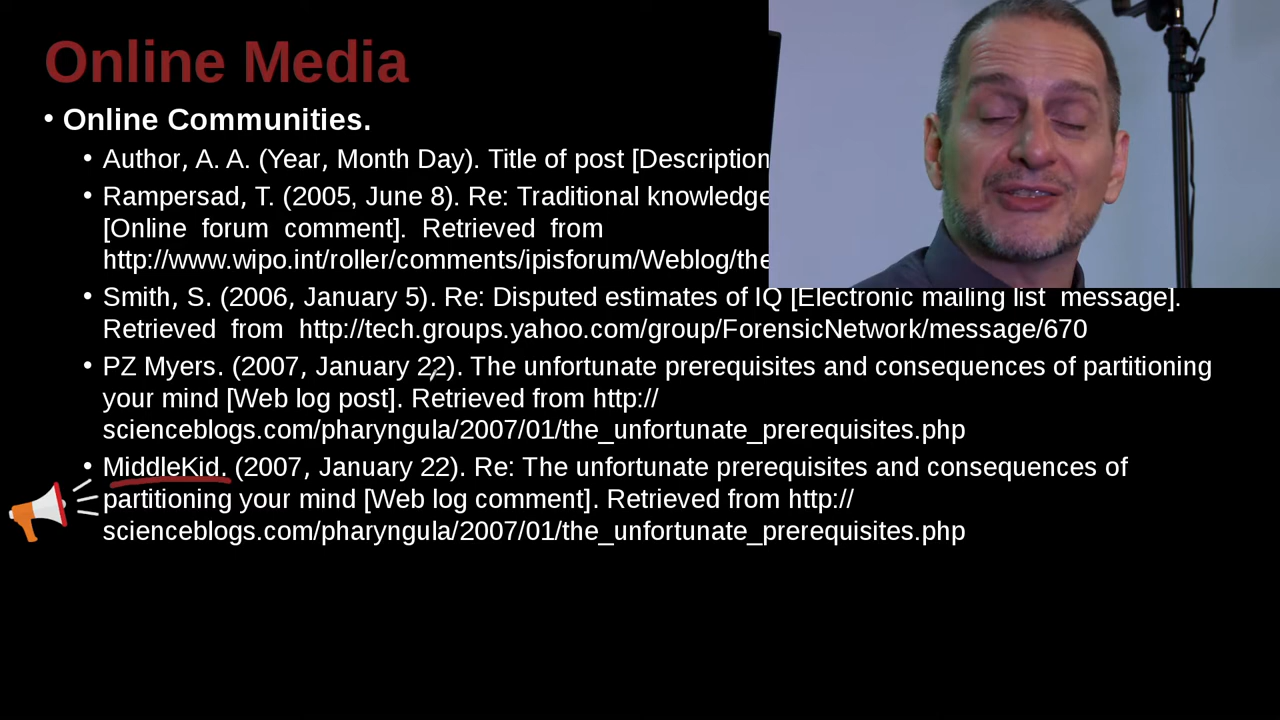 Online Media
• Online Communities.
• Author, A. A. (Year, Month Day). Title of post [Description
• Rampersad, T. (2005, June 8). Re: Traditional knowledge
[Online forum comment]. Retrieved from
http://www.wipo.int/roller/comments/ipisforum/Weblog/the
• Smith, S. (2006, January 5). Re: Disputed estimates of IQ [Electronic mailing list message].
Retrieved from http://tech.groups.yahoo.com/group/ForensicNetwork/message/670
• PZ Myers. (2007, January 22). The unfortunate prerequisites and consequences of partitioning
your mind [Web log post]. Retrieved from http://
scienceblogs.com/pharyngula/2007/01/the_unfortunate_prerequisites.php
• MiddleKid. (2007, January 22). Re: The unfortunate prerequisites and consequences of
partitioning your mind [Web log comment]. Retrieved from http://
scienceblogs.com/pharyngula/2007/01/the_unfortunate_prerequisites.php